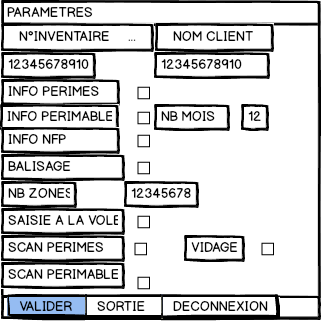 PARAMETRES
N°INVENTAIRE ... NOM CLIENT
12345678910 12345678910
INFO PERIMES
INFO PERIMABLE NB MOIS 12
INFO NFP
BALISAGE
NB ZONES 12345678
SAISIE A LA VOLE
SCAN PERIMES VIDAGE
SCAN PERIMABLE
VALIDER SORTIE DECONNEXION